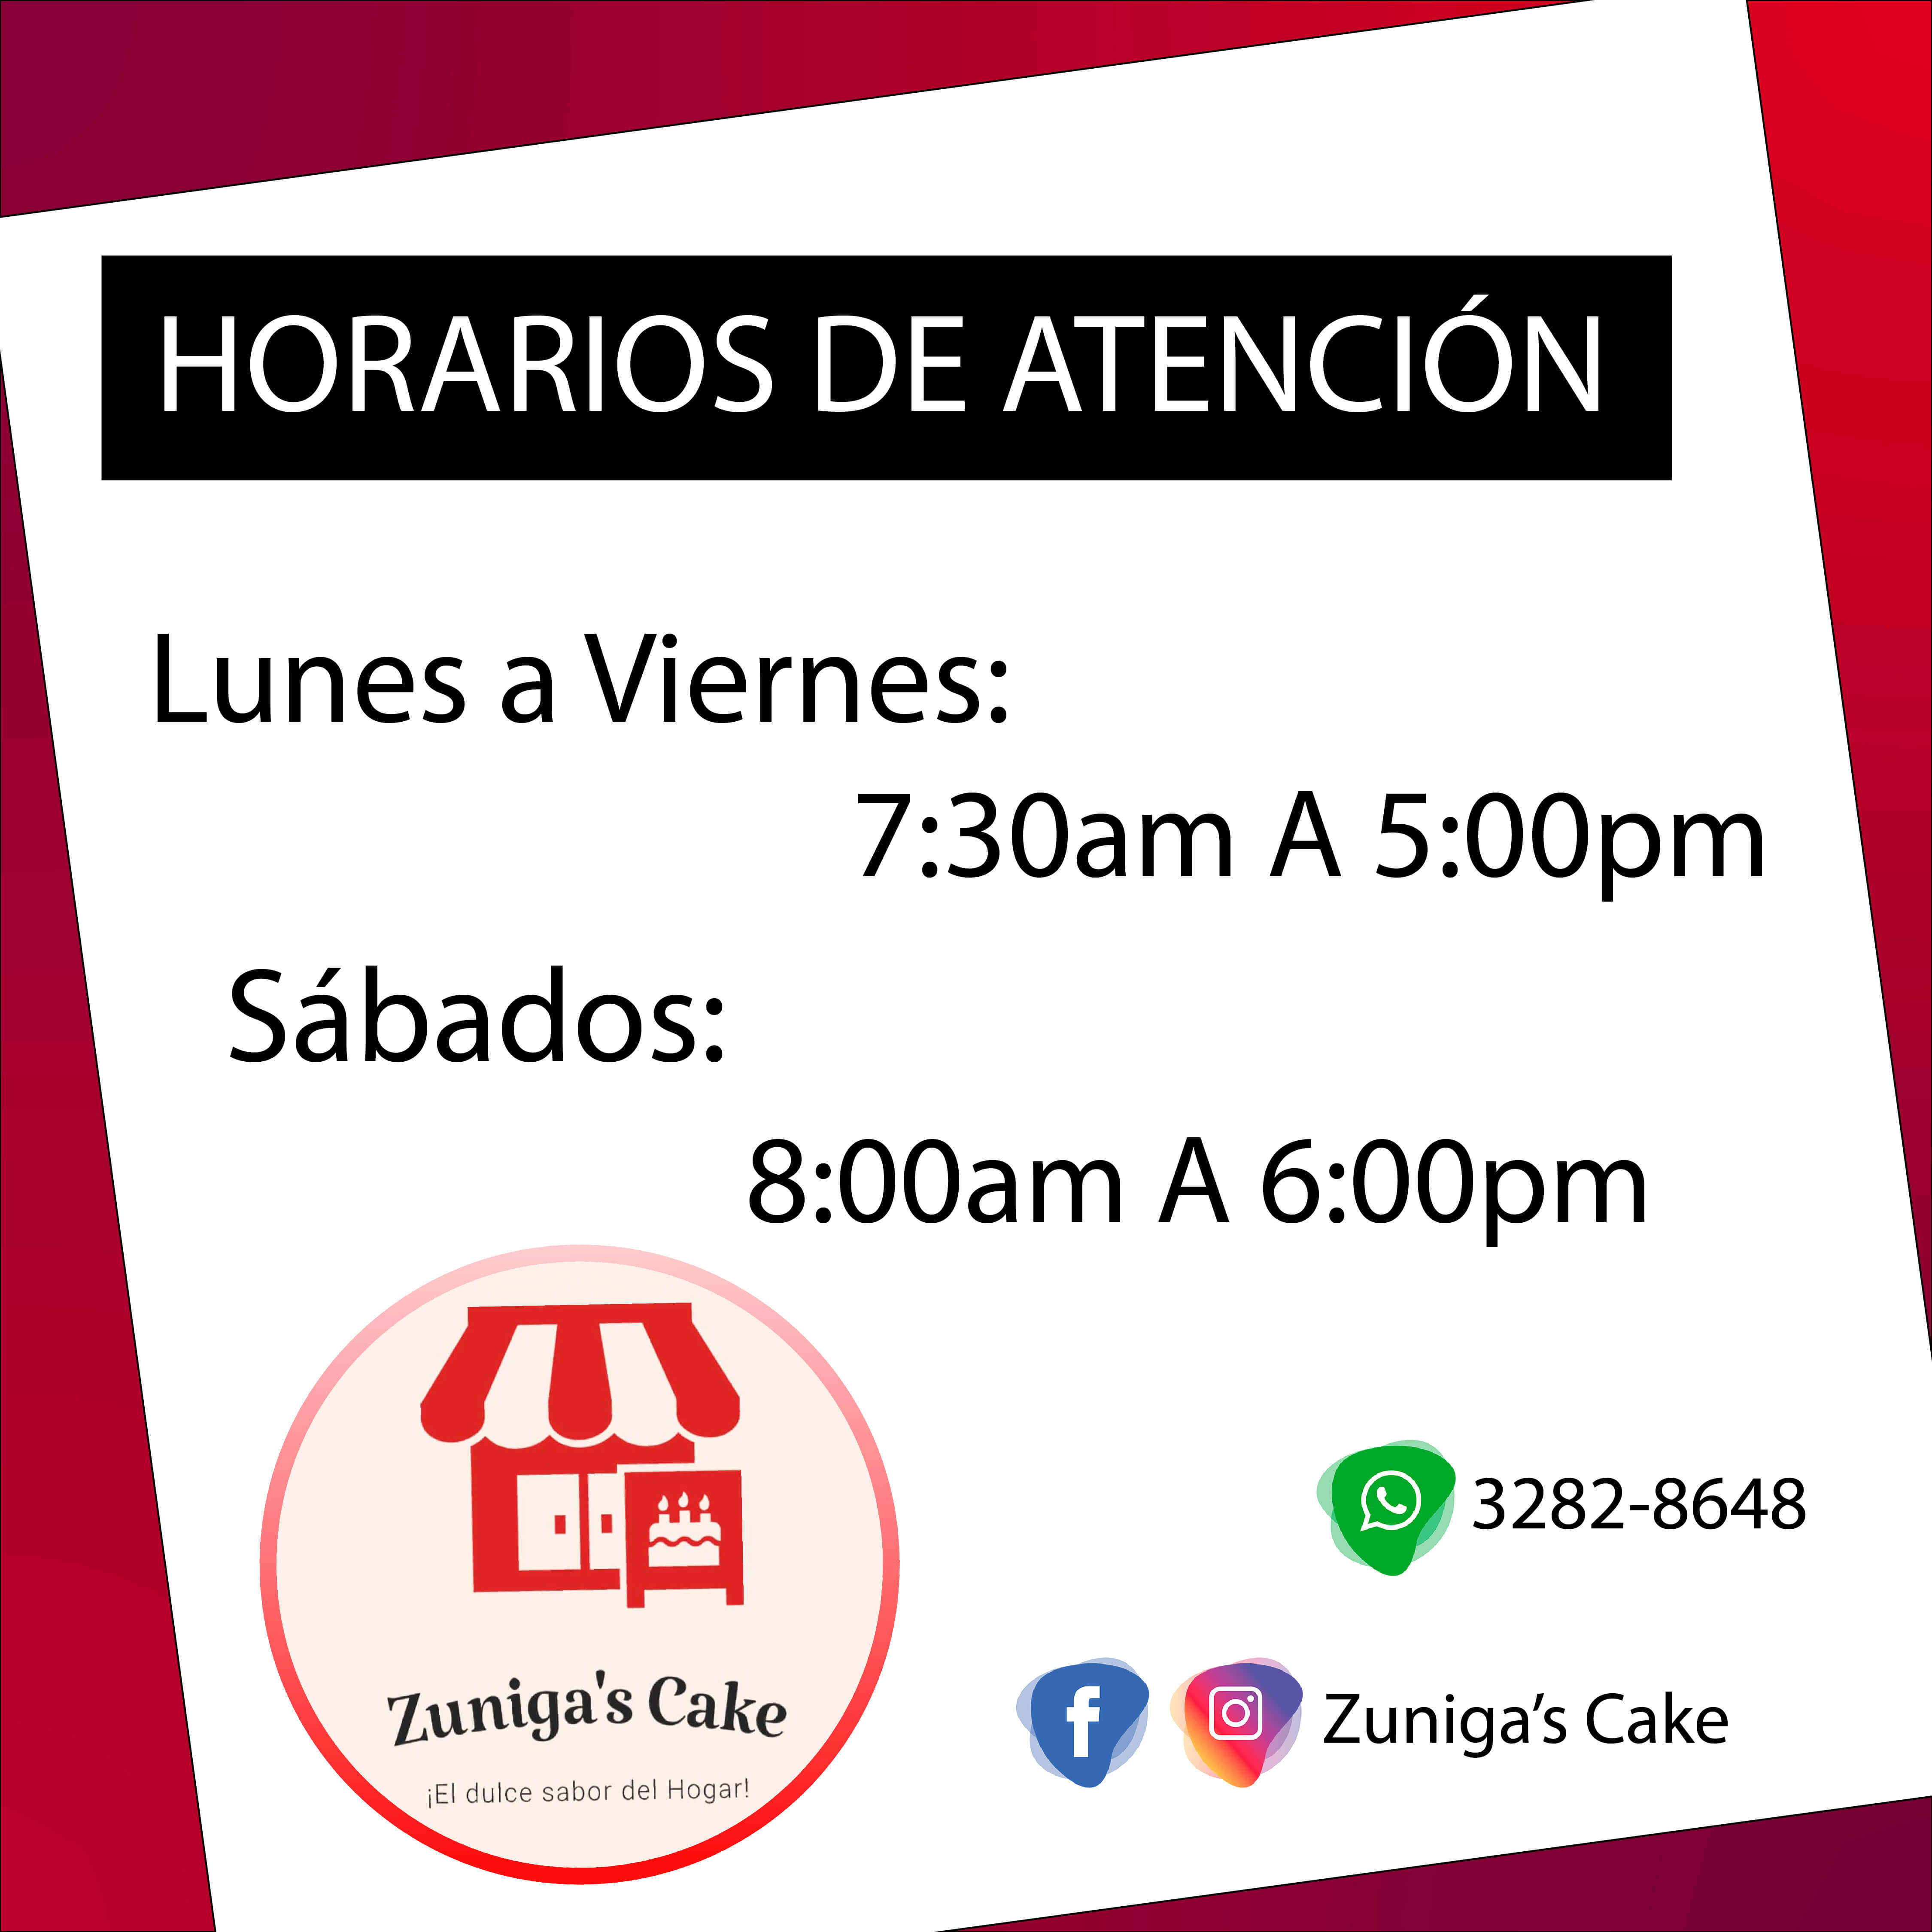 HORARIOS DE ATENCIÓN
Lunes a Viernes:
7:30am A 5:00pm
Sábados:
8:00am A 6:00pm
Zuniga's Cake
¡El dulce sabor del Hogar!
3282-8648
Zuniga’s Cake